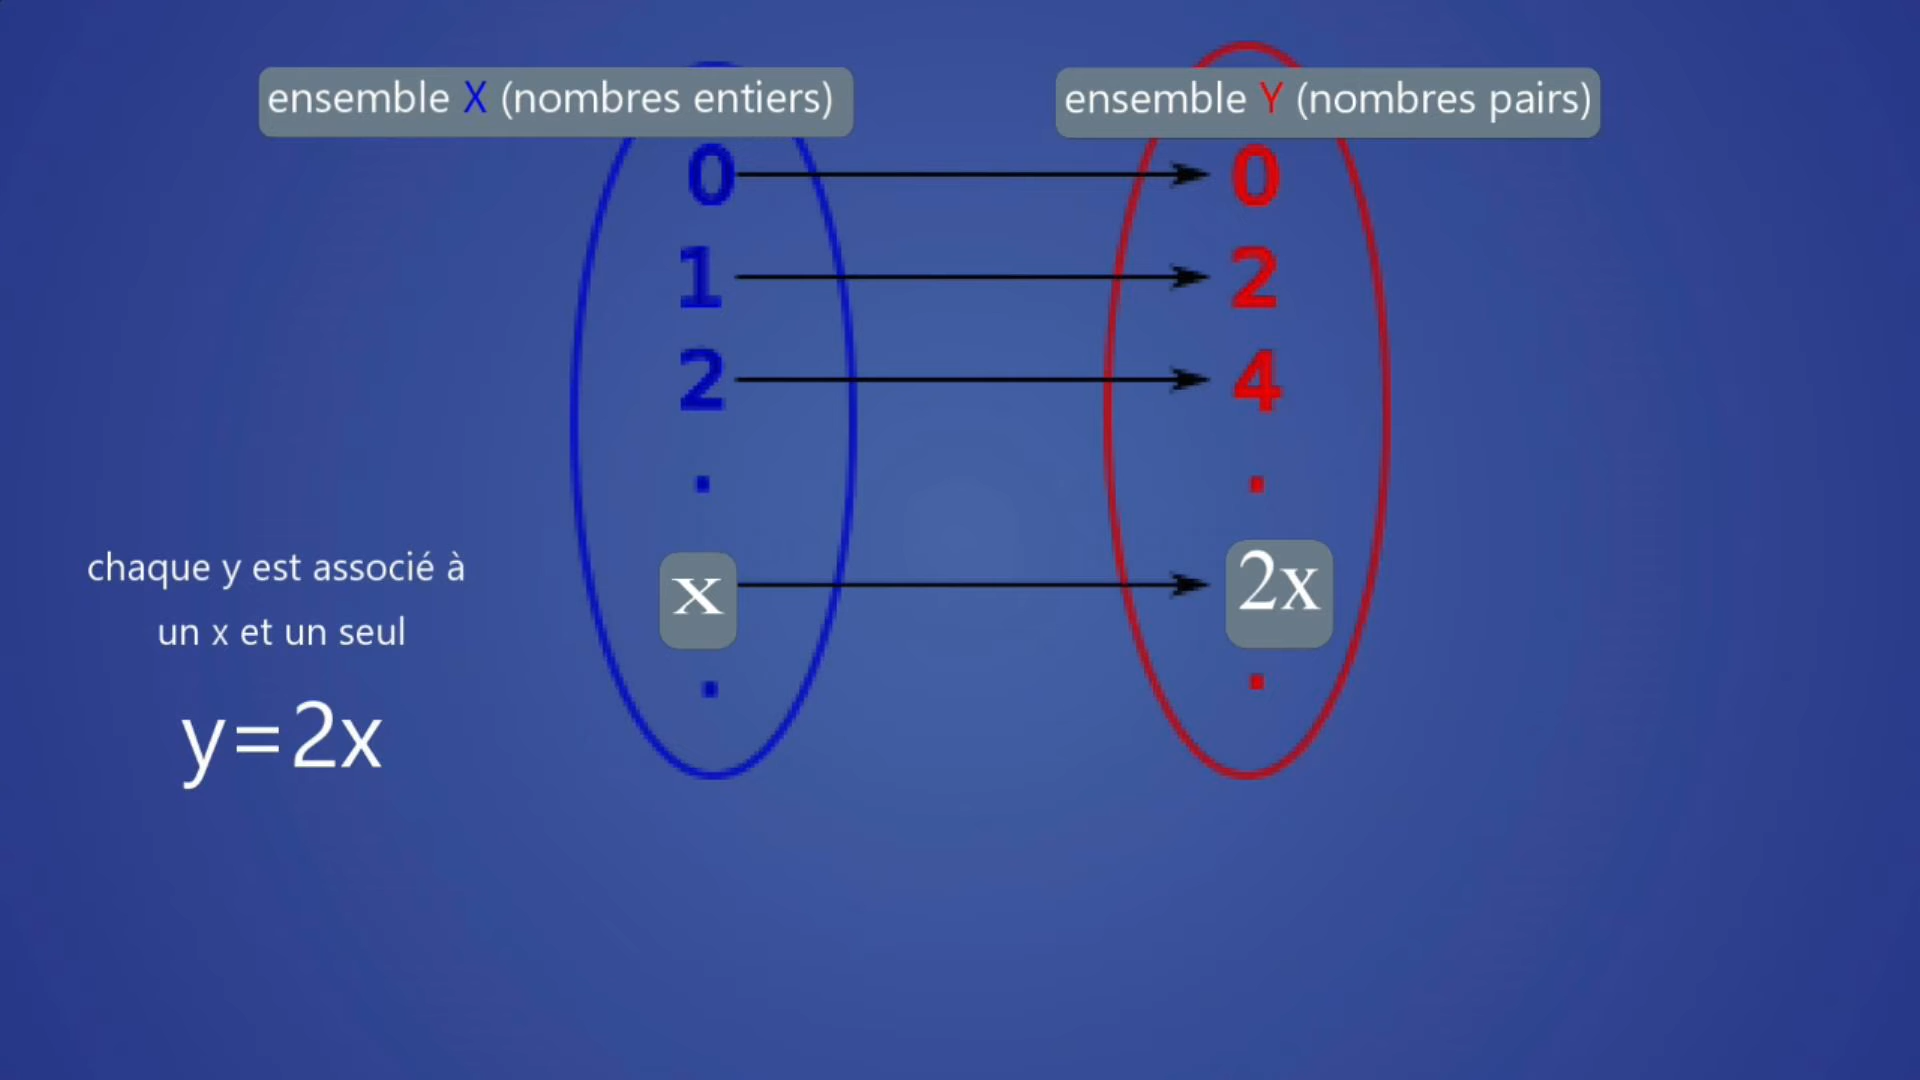 ensemble X (nombres entiers)
ensemble Y (nombres pairs)
0 0
1 2
2 4
. .
x 2x
. .
chaque y est associé à
un x et un seul
y=2x